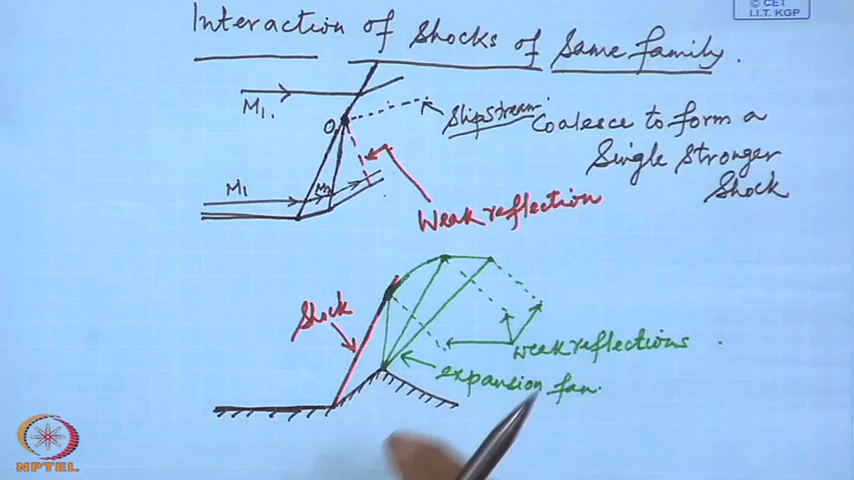 © CET
I.I.T. KGP
Interaction of Shocks of Same family.
M1.
O
Slipstream
Coalesce to form a
Single Stronger
Shock
M1
M2
Weak reflection
Shock
weak reflections
expansion fan.
NPTEL